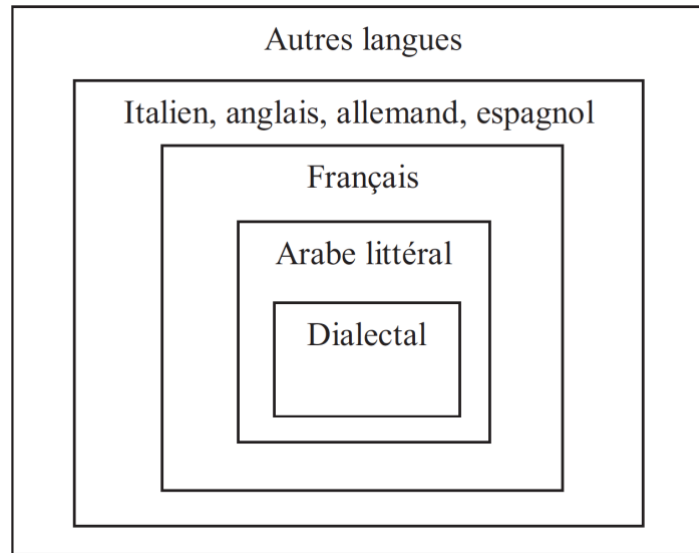 Autres langues
Italien, anglais, allemand, espagnol
Français
Arabe littéral
Dialectal